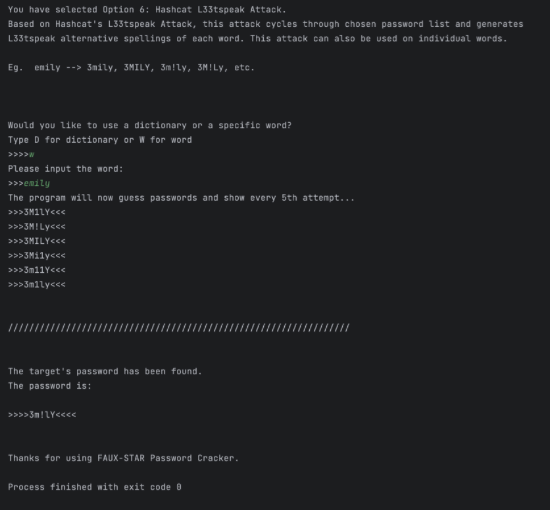 You have selected Option 6: Hashcat L33tspeak Attack.
Based on Hashcat's L33tspeak Attack, this attack cycles through chosen password list and generates
L33tspeak alternative spellings of each word. This attack can also be used on individual words.
Eg.  emily --> 3mily, 3MILY, 3m!ly, 3M!Ly, etc.
Would you like to use a dictionary or a specific word?
Type D for dictionary or W for word
>>>>w
Please input the word:
>>>emily
The program will now guess passwords and show every 5th attempt...
>>>3M1lY<<<
>>>3M!Ly<<<
>>>3MILY<<<
>>>3Mi1y<<<
>>>3m11Y<<<
>>>3m1ly<<<
/////////////////////////////////////////////////////////////////
The target's password has been found.
The password is:
>>>>3m!lY<<<<
Thanks for using FAUX-STAR Password Cracker.
Process finished with exit code 0